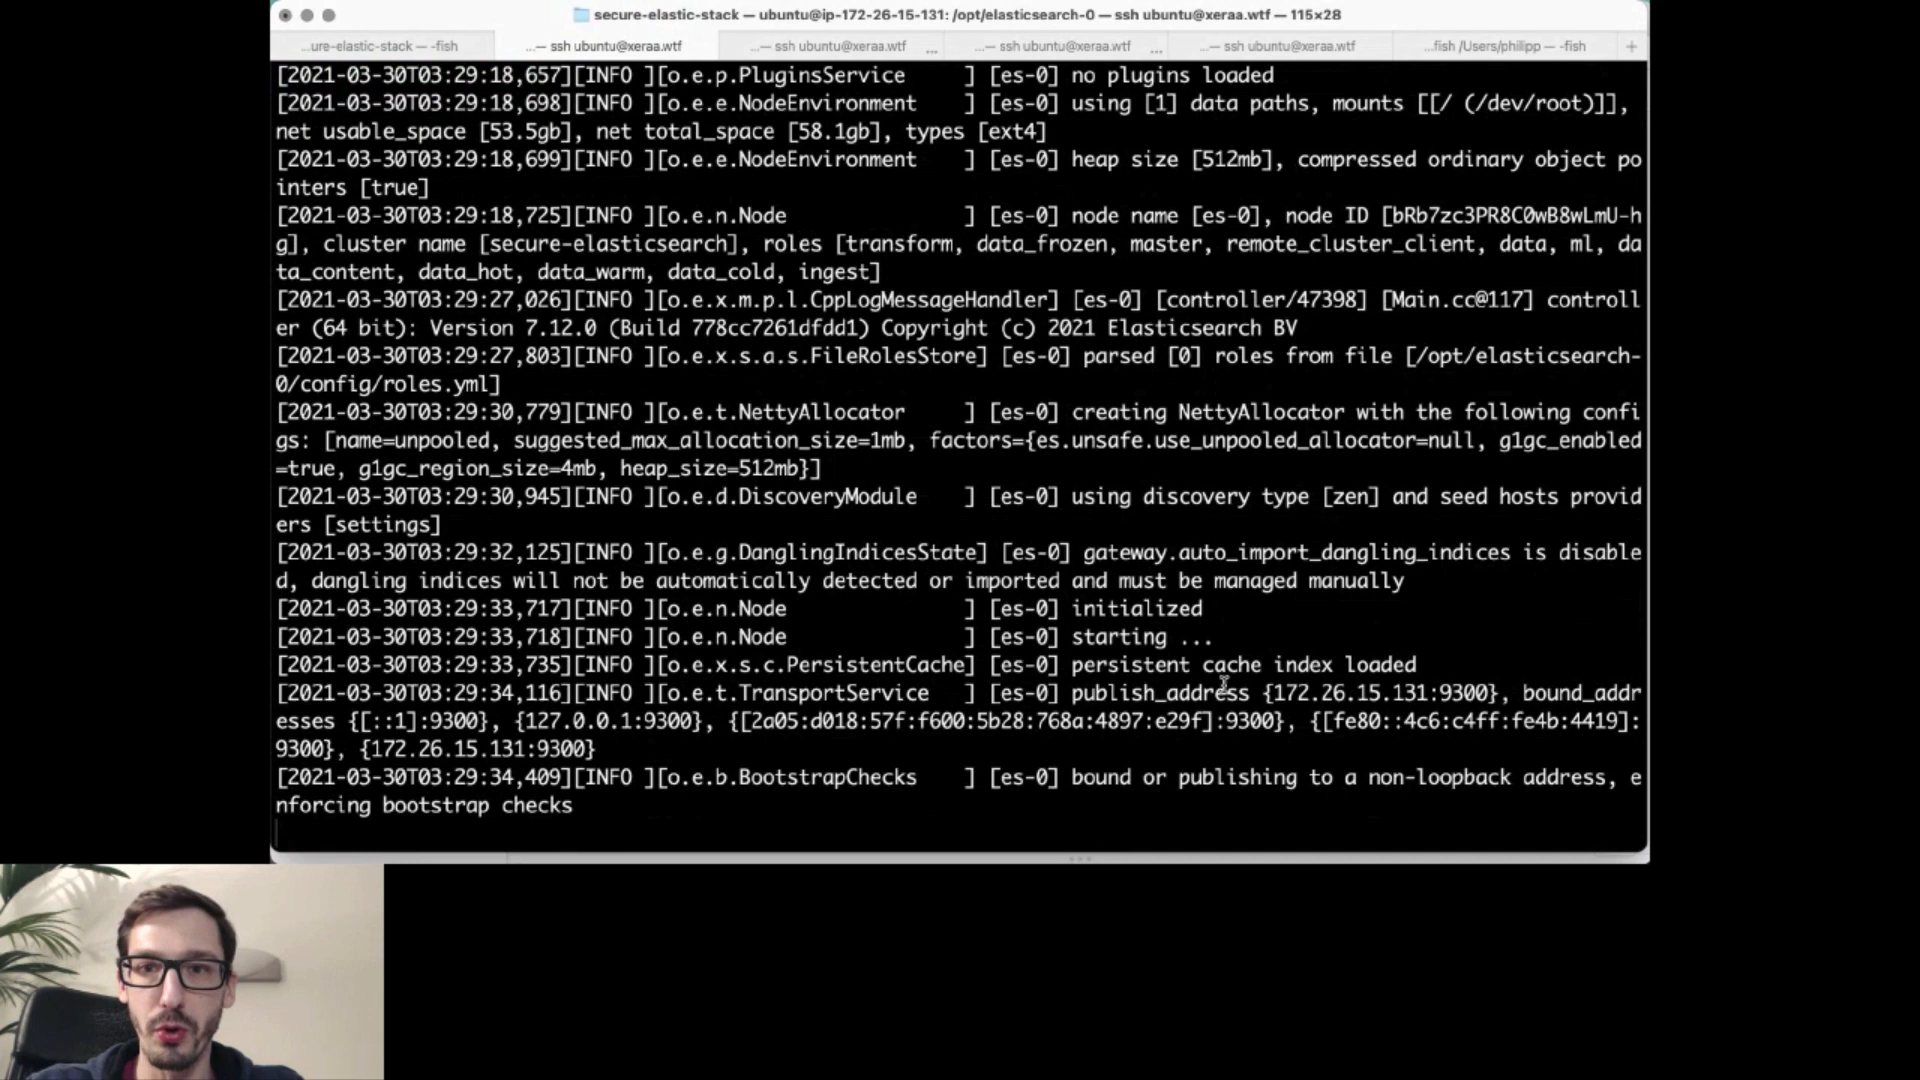 secure-elastic-stack — ubuntu@ip-172-26-15-131: /opt/elasticsearch-0 — ssh ubuntu@xeraa.wtf — 115×28
...ure-elastic-stack — -fish ...— ssh ubuntu@xeraa.wtf ...— ssh ubuntu@xeraa.wtf ... ...— ssh ubuntu@xeraa.wtf ... ...— ssh ubuntu@xeraa.wtf ...fish /Users/philipp — -fish +
[2021-03-30T03:29:18,657][INFO ][o.e.p.PluginsService     ] [es-0] no plugins loaded
[2021-03-30T03:29:18,698][INFO ][o.e.e.NodeEnvironment    ] [es-0] using [1] data paths, mounts [[/ (/dev/root)]],
net usable_space [53.5gb], net total_space [58.1gb], types [ext4]
[2021-03-30T03:29:18,699][INFO ][o.e.e.NodeEnvironment    ] [es-0] heap size [512mb], compressed ordinary object po
inters [true]
[2021-03-30T03:29:18,725][INFO ][o.e.n.Node               ] [es-0] node name [es-0], node ID [bRb7zc3PR8C0wB8wLmU-h
g], cluster name [secure-elasticsearch], roles [transform, data_frozen, master, remote_cluster_client, data, ml, da
ta_content, data_hot, data_warm, data_cold, ingest]
[2021-03-30T03:29:27,026][INFO ][o.e.x.m.p.l.CppLogMessageHandler] [es-0] [controller/47398] [Main.cc@117] controll
er (64 bit): Version 7.12.0 (Build 778cc7261dfdd1) Copyright (c) 2021 Elasticsearch BV
[2021-03-30T03:29:27,803][INFO ][o.e.x.s.a.s.FileRolesStore] [es-0] parsed [0] roles from file [/opt/elasticsearch-
0/config/roles.yml]
[2021-03-30T03:29:30,779][INFO ][o.e.t.NettyAllocator     ] [es-0] creating NettyAllocator with the following confi
gs: [name=unpooled, suggested_max_allocation_size=1mb, factors={es.unsafe.use_unpooled_allocator=null, g1gc_enabled
=true, g1gc_region_size=4mb, heap_size=512mb}]
[2021-03-30T03:29:30,945][INFO ][o.e.d.DiscoveryModule    ] [es-0] using discovery type [zen] and seed hosts provid
ers [settings]
[2021-03-30T03:29:32,125][INFO ][o.e.g.DanglingIndicesState] [es-0] gateway.auto_import_dangling_indices is disable
d, dangling indices will not be automatically detected or imported and must be managed manually
[2021-03-30T03:29:33,717][INFO ][o.e.n.Node               ] [es-0] initialized
[2021-03-30T03:29:33,718][INFO ][o.e.n.Node               ] [es-0] starting ...
[2021-03-30T03:29:33,735][INFO ][o.e.x.s.c.PersistentCache] [es-0] persistent cache index loaded
[2021-03-30T03:29:34,116][INFO ][o.e.t.TransportService   ] [es-0] publish_address {172.26.15.131:9300}, bound_addr
esses {[::1]:9300}, {127.0.0.1:9300}, {[2a05:d018:57f:f600:5b28:768a:4897:e29f]:9300}, {[fe80::4c6:c4ff:fe4b:4419]:
9300}, {172.26.15.131:9300}
[2021-03-30T03:29:34,409][INFO ][o.e.b.BootstrapChecks    ] [es-0] bound or publishing to a non-loopback address, e
nforcing bootstrap checks